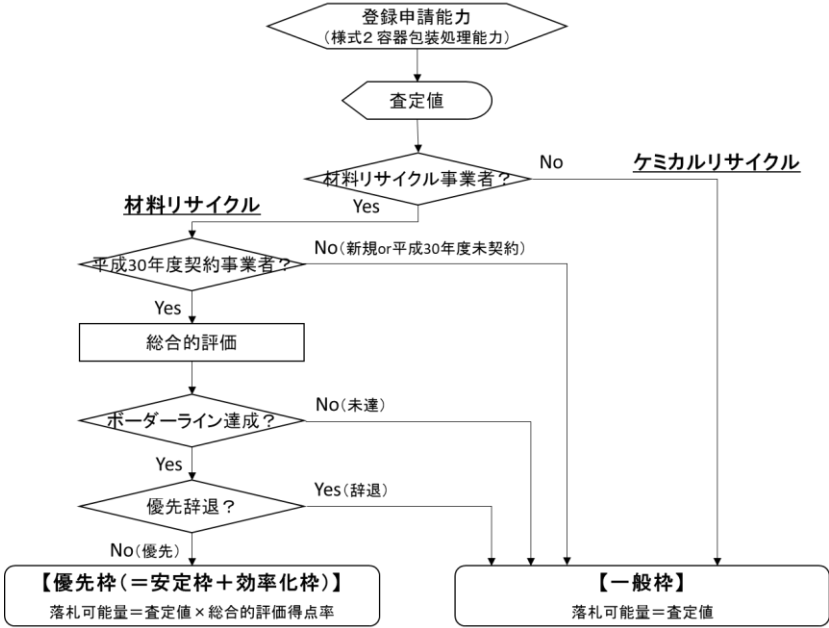 登録申請能力
(様式2 容器包装処理能力)
査定値
材料リサイクル事業者?
No
ケミカルリサイクル
材料リサイクル
Yes
平成30年度契約事業者?
No(新規or平成30年度未契約)
Yes
総合的評価
ボーダーライン達成?
No(未達)
Yes
優先辞退?
Yes(辞退)
No(優先)
【優先枠(=安定枠+効率化枠)】
落札可能量=査定値×総合的評価得点率
【一般枠】
落札可能量=査定値